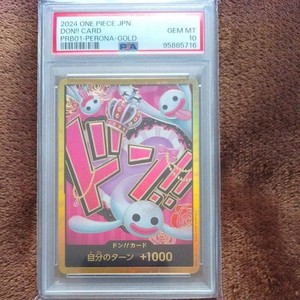 2024 ONE PIECE JPN
DON!! CARD
PRB01-PERONA-GOLD
GEM MT
10
PSA
95885716
ドン!!
ドン!!カード
自分のターン +1000